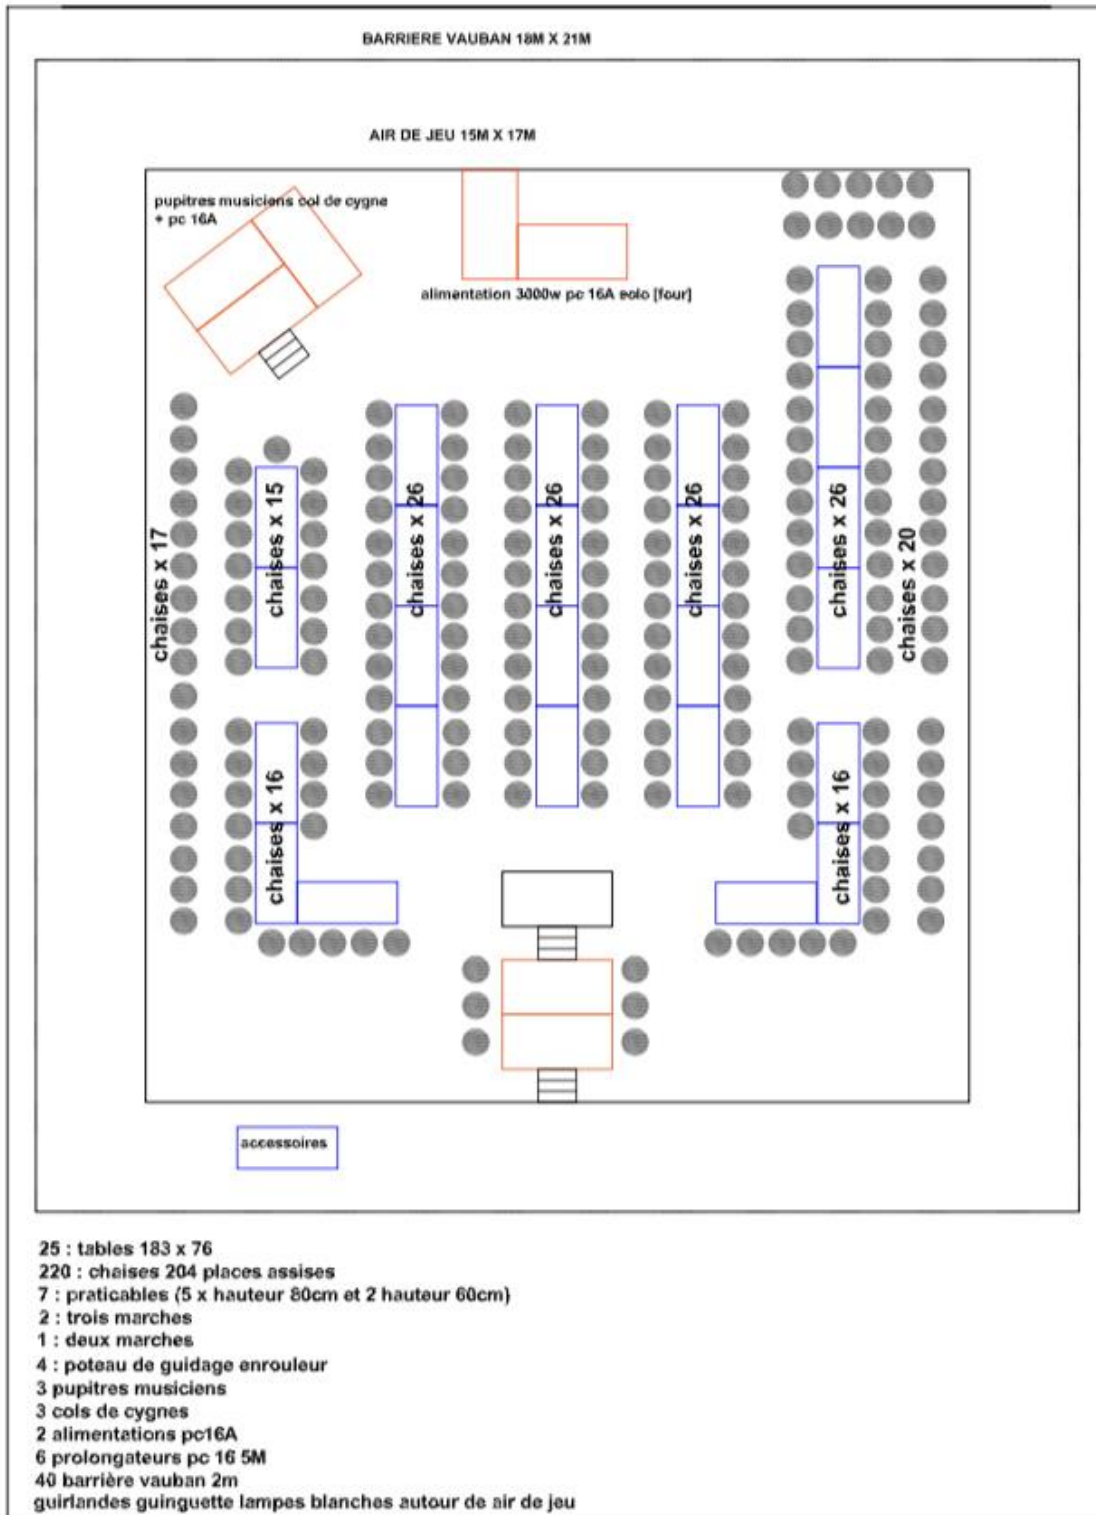 BARRIERE VAUBAN 18M X 21M
AIR DE JEU 15M X 17M
pupitres musiciens col de cygne
+ pc 16A
alimentation 3000w pc 16A solo [four]
chaises x 17
chaises x 15
chaises x 26
chaises x 26
chaises x 26
chaises x 26
chaises x 20
chaises x 16
chaises x 16
accessoires
25 : tables 183 x 76
220 : chaises 204 places assises
7 : praticables (5 x hauteur 80cm et 2 hauteur 60cm)
2 : trois marches
1 : deux marches
4 : poteau de guidage enrouleur
3 pupitres musiciens
3 cols de cygnes
2 alimentations pc16A
6 prolongateurs pc 16 5M
40 barrière vauban 2m
guirlandes guinguette lampes blanches autour de air de jeu